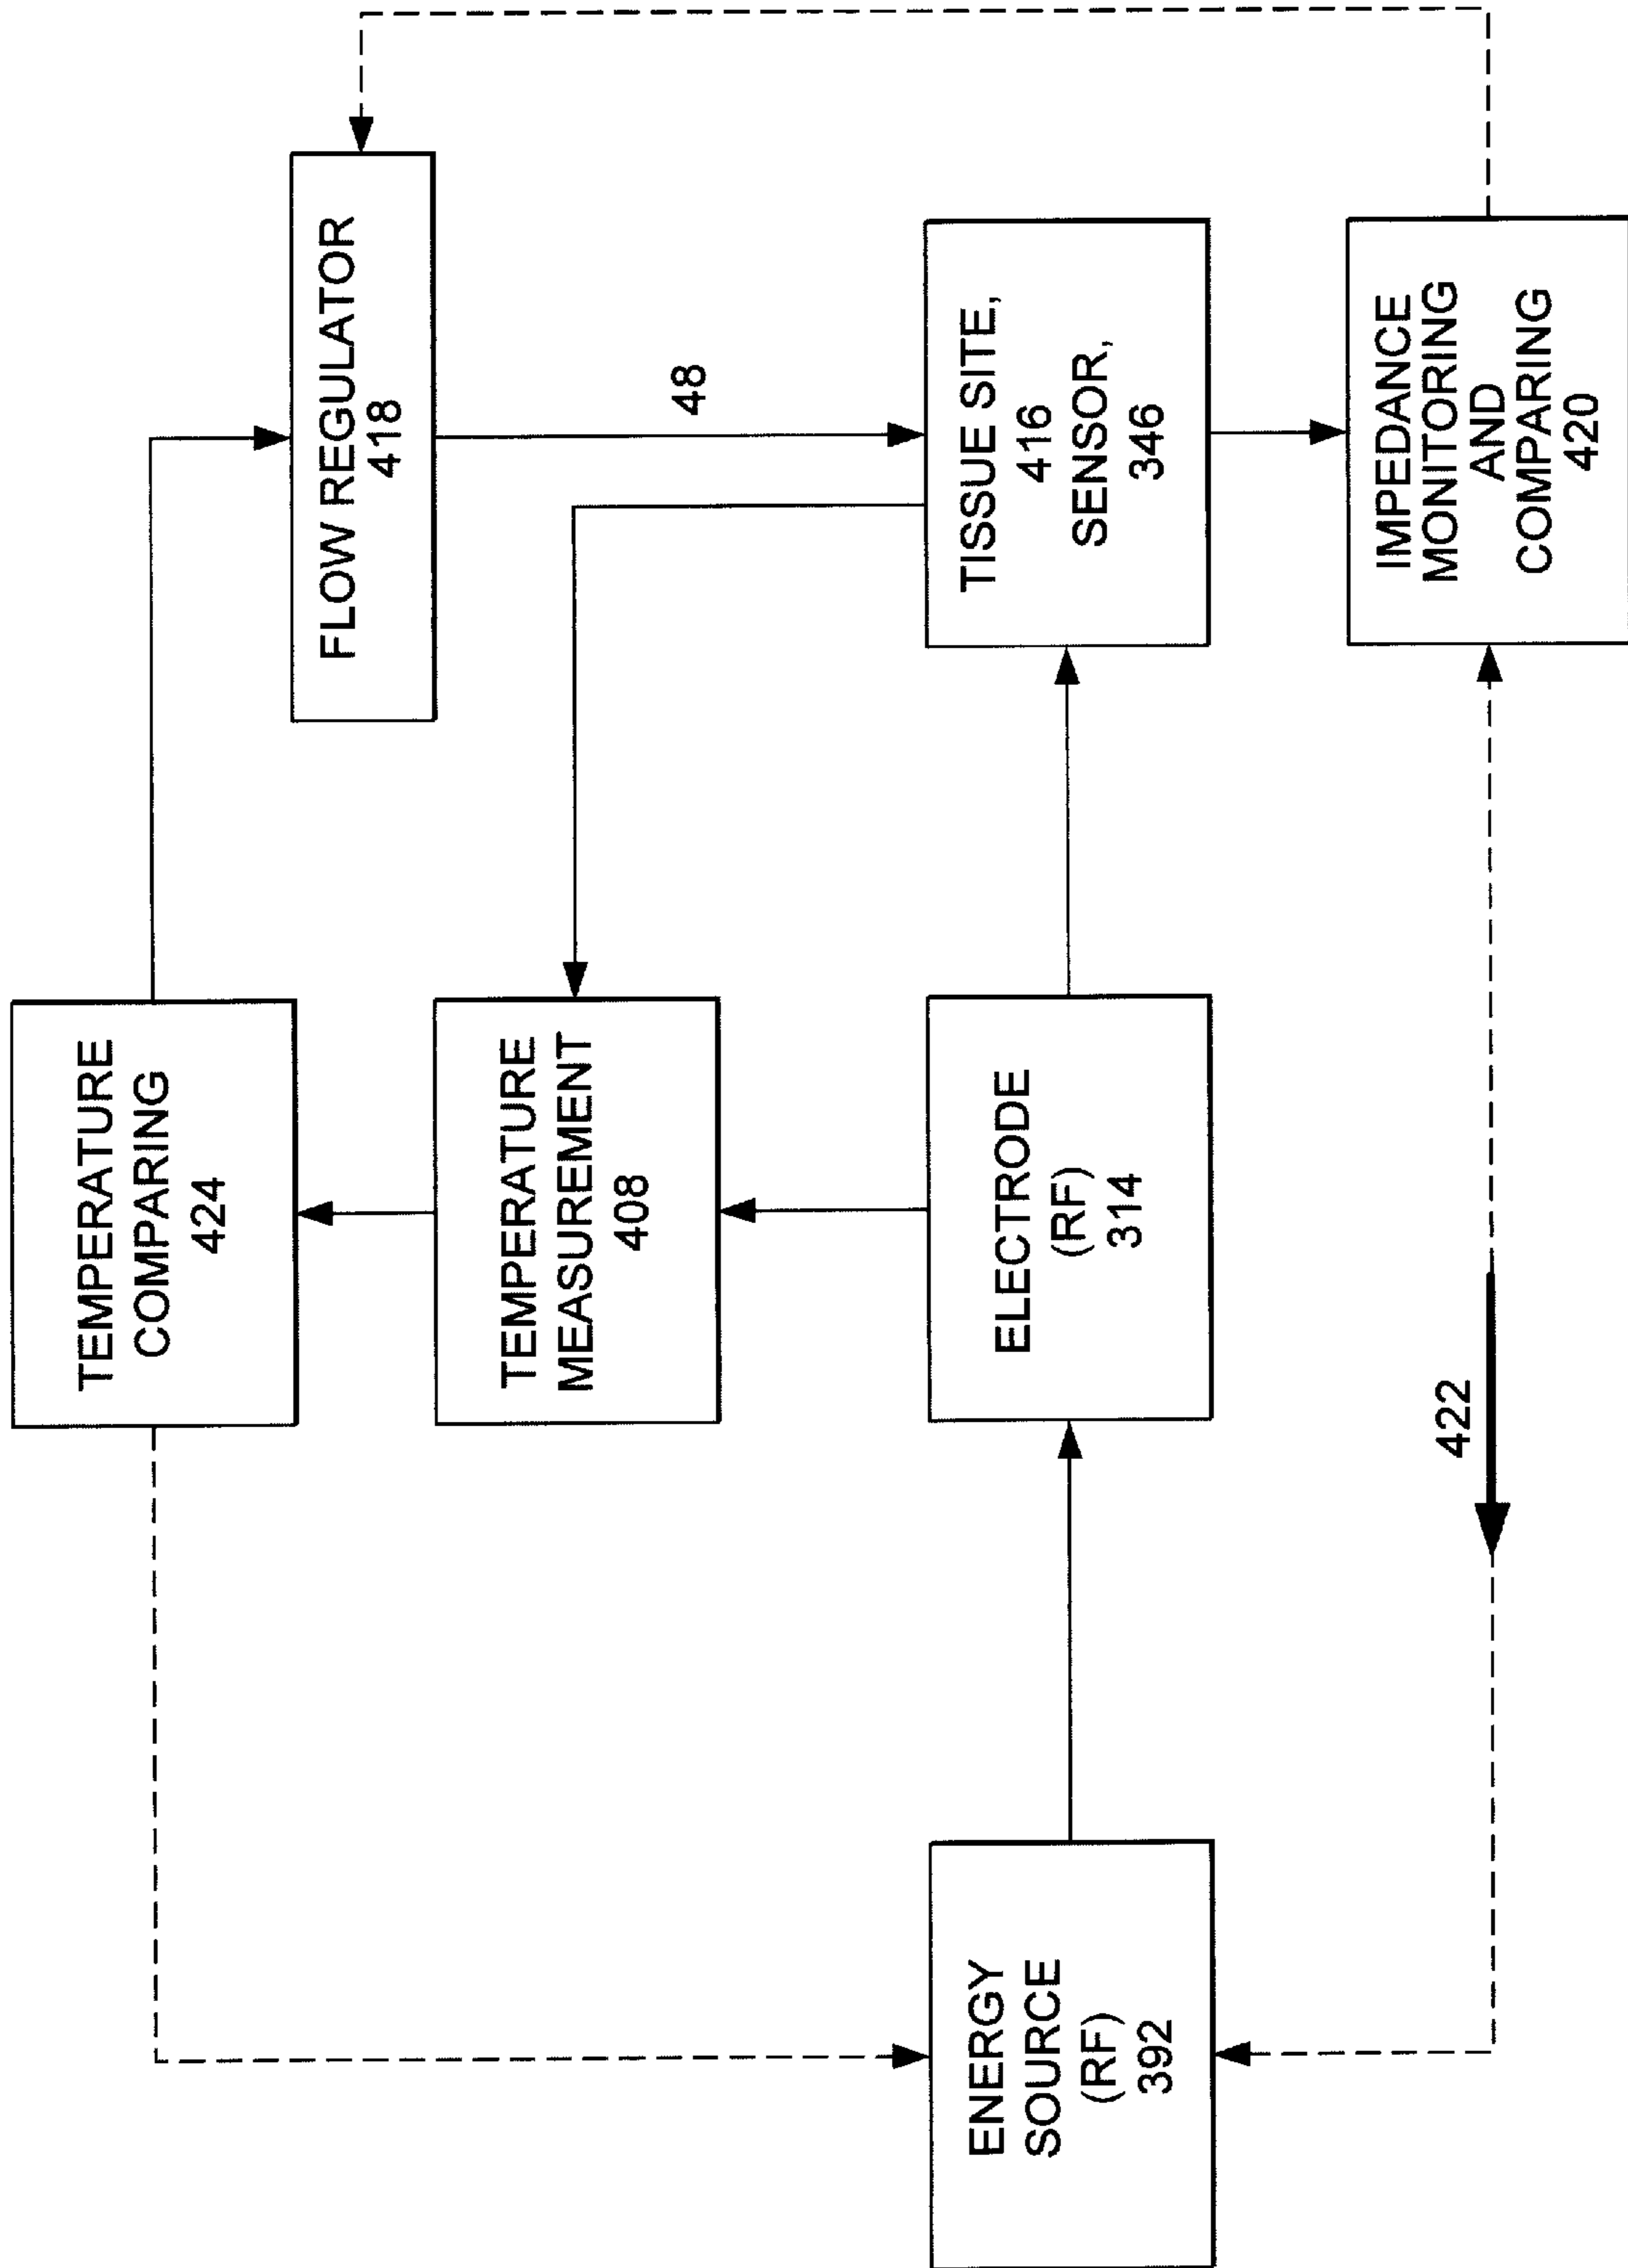 TEMPERATURE
COMPARING
424
FLOW REGULATOR
418
TEMPERATURE
MEASUREMENT
408
48
ENERGY
SOURCE
(RF)
392
ELECTRODE
(RF)
314
TISSUE SITE,
416
SENSOR,
346
422
IMPEDANCE
MONITORING
AND
COMPARING
420